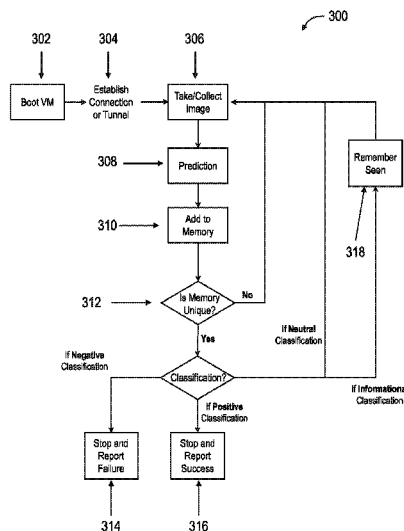 300
302
304
306
Boot VM
Establish
Connection
or Tunnel
Take/Collect
Image
308
Prediction
Remember
Seen
310
Add to
Memory
318
312
Is Memory
Unique?
No
Yes
If Neutral
Classification
If Negative
Classification
Classification?
If Informational
Classification
If Positive
Classification
Stop and
Report
Failure
Stop and
Report
Success
314
316